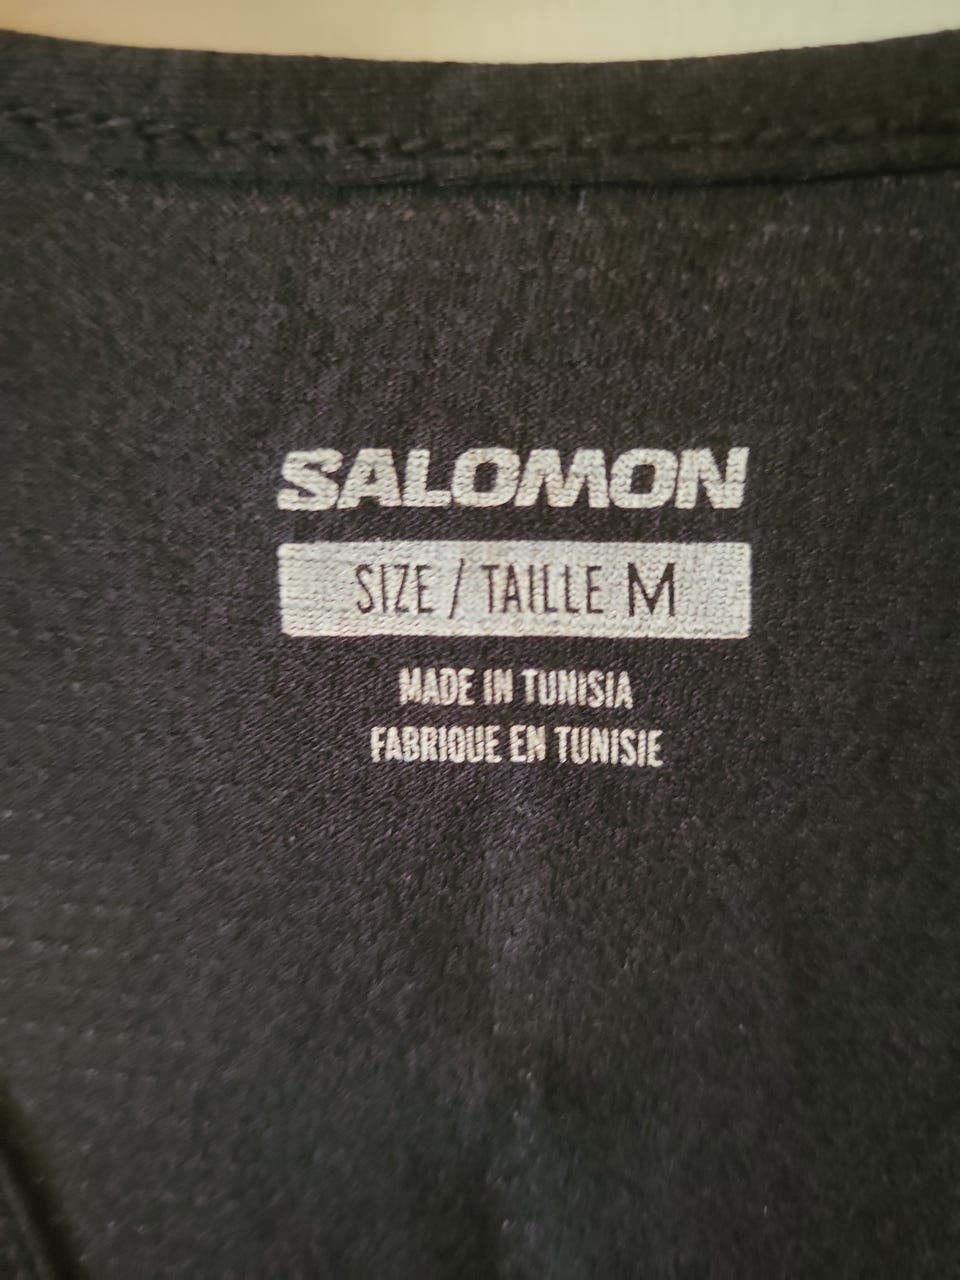 SALOMON
SIZE / TAILLE M
MADE IN TUNISIA
FABRIQUE EN TUNISIE